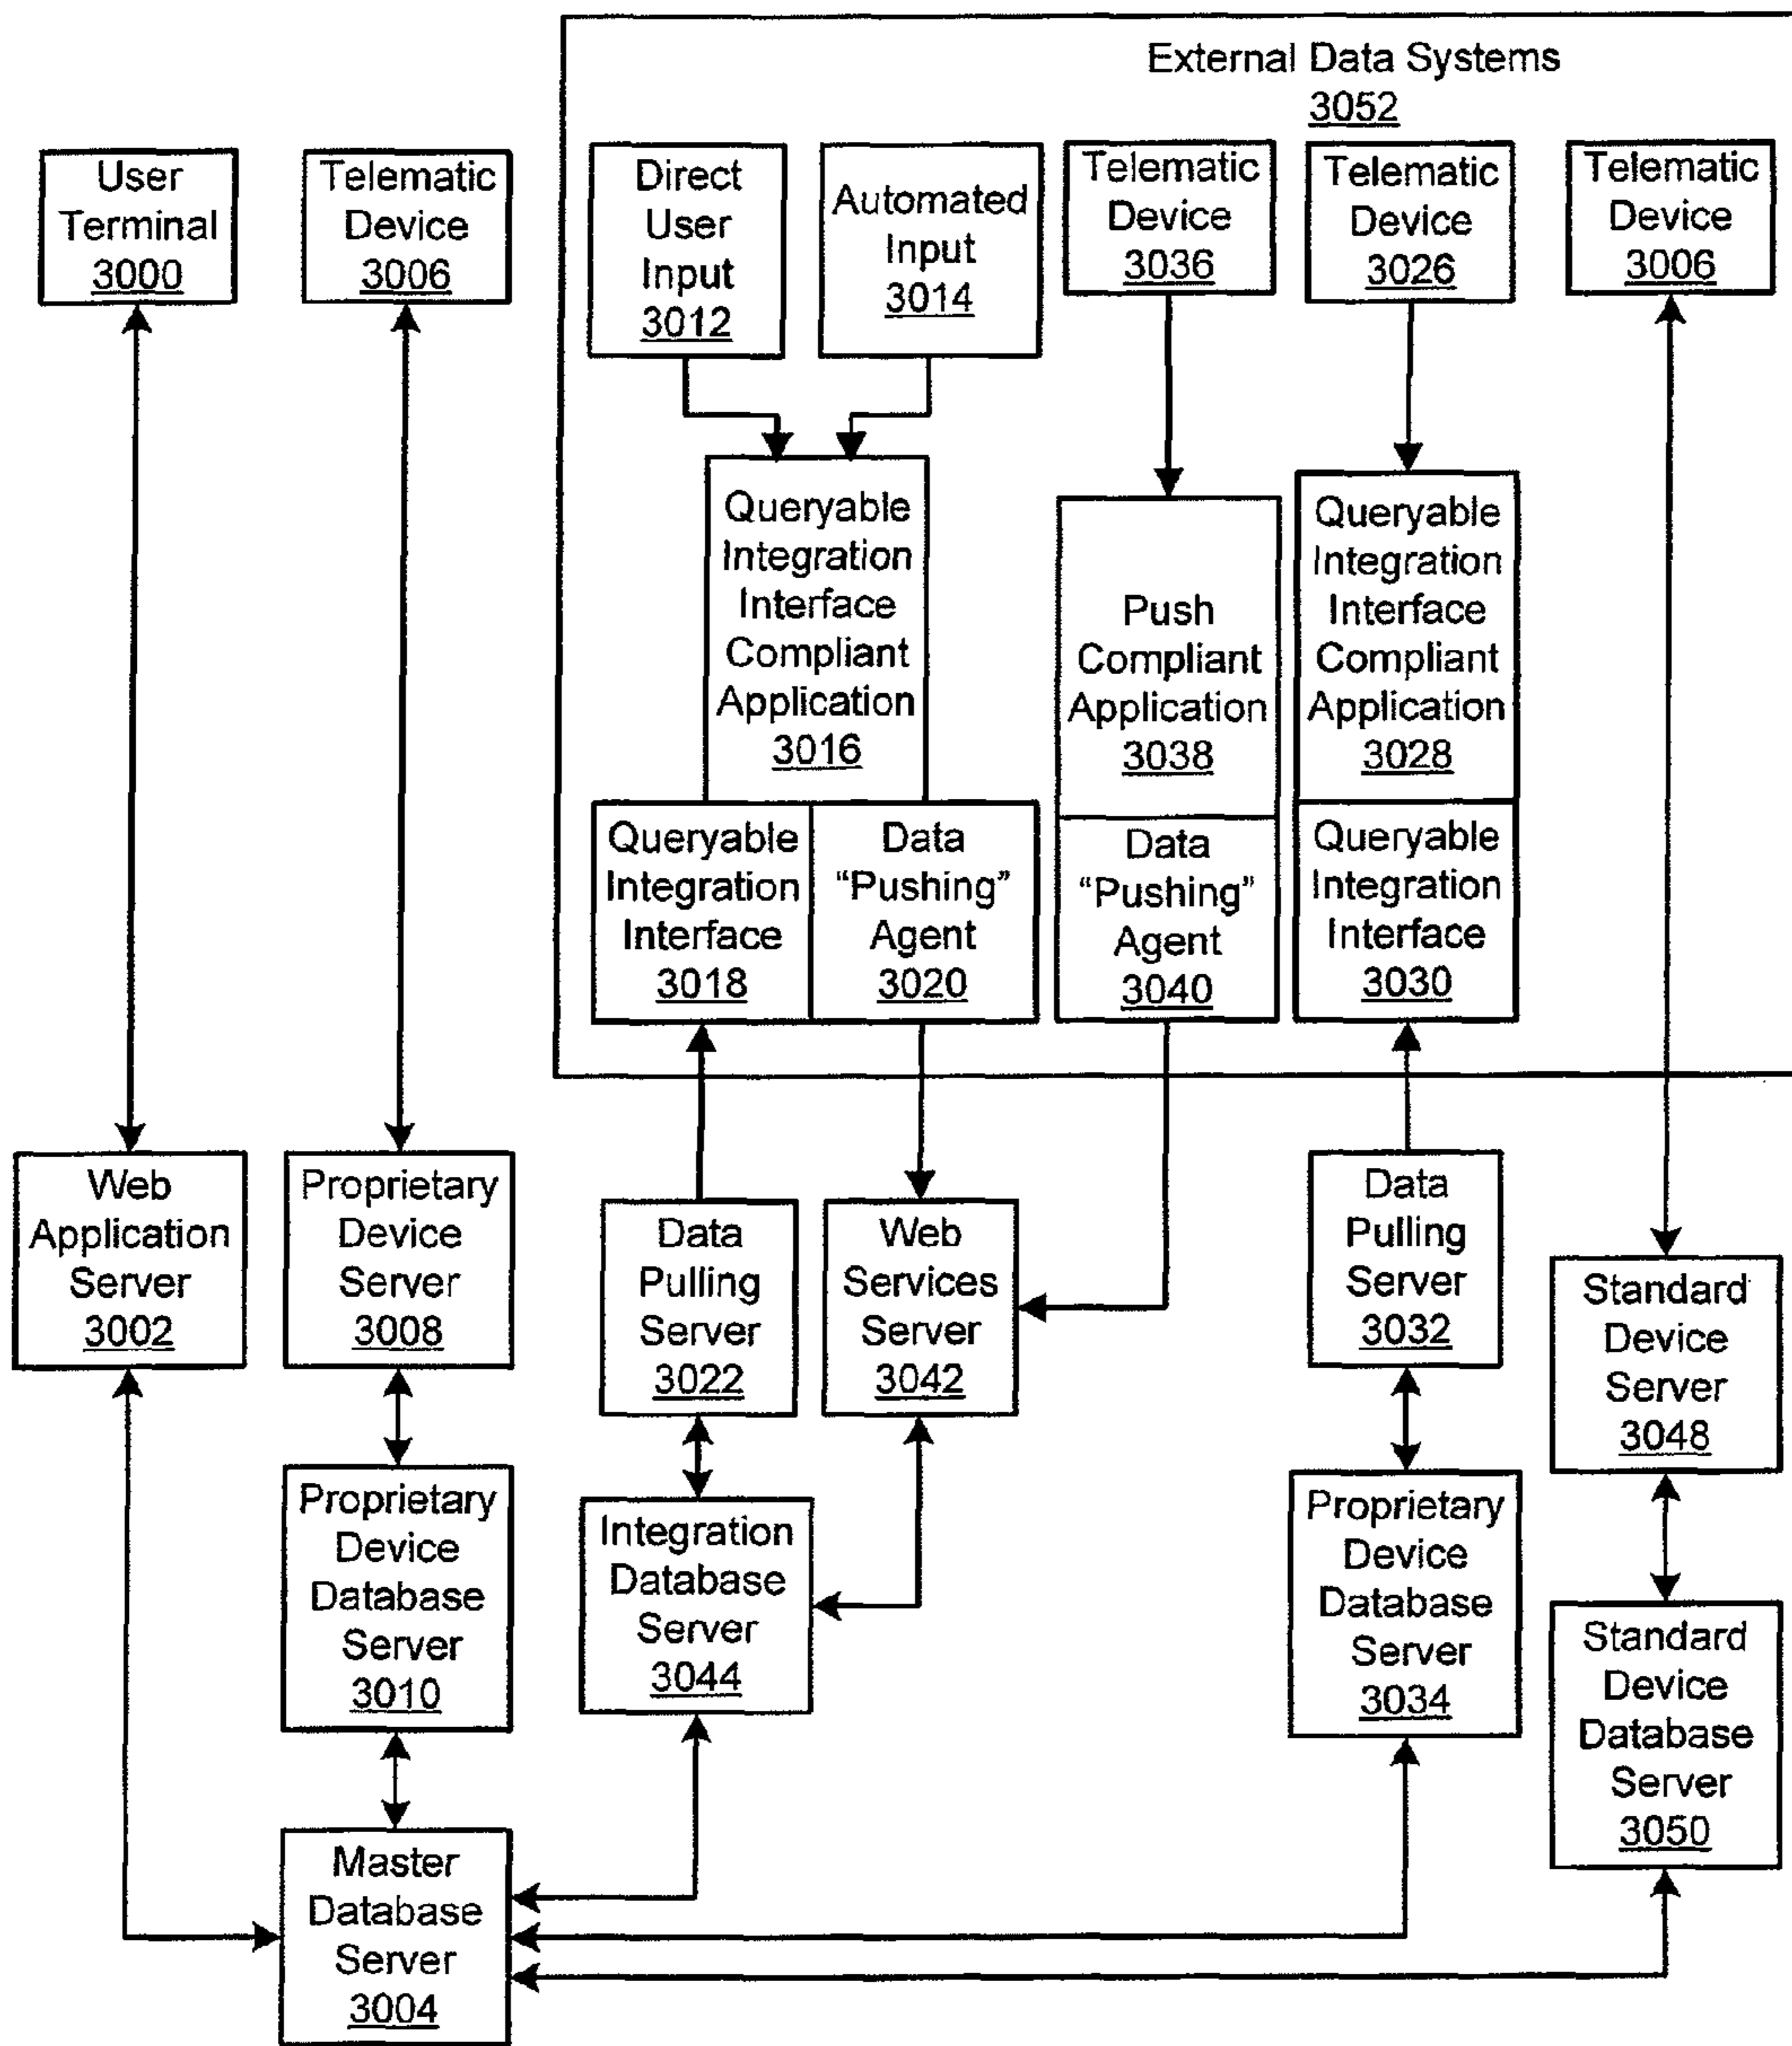 External Data Systems
3052
User
Terminal
3000
Telematic
Device
3006
Direct
User
Input
3012
Automated
Input
3014
Telematic
Device
3036
Telematic
Device
3026
Telematic
Device
3006
Queryable
Integration
Interface
Compliant
Application
3016
Push
Compliant
Application
3038
Queryable
Integration
Interface
Compliant
Application
3028
Queryable
Integration
Interface
3018
Data
“Pushing”
Agent
3020
Data
“Pushing”
Agent
3040
Queryable
Integration
Interface
3030
Web
Application
Server
3002
Proprietary
Device
Server
3008
Data
Pulling
Server
3022
Web
Services
Server
3042
Data
Pulling
Server
3032
Standard
Device
Server
3048
Proprietary
Device
Database
Server
3010
Integration
Database
Server
3044
Proprietary
Device
Database
Server
3034
Standard
Device
Database
Server
3050
Master
Database
Server
3004